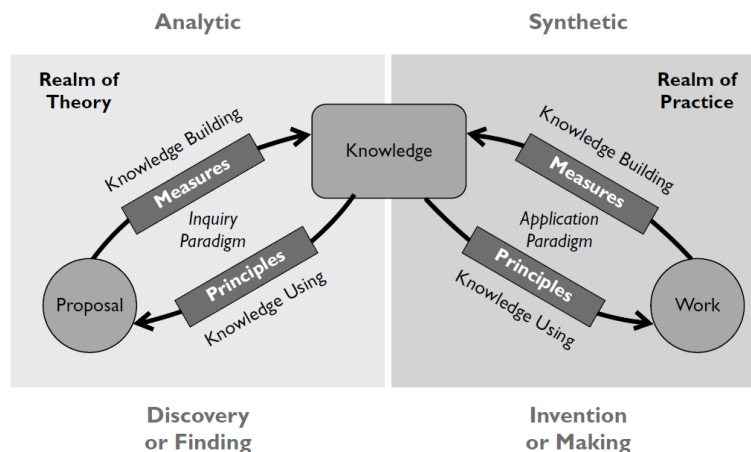 Analytic
Synthetic
Realm of
Theory
Realm of
Practice
Knowledge Building
Measures
Knowledge
Knowledge Building
Measures
Inquiry
Paradigm
Application
Paradigm
Proposal
Principles
Knowledge Using
Principles
Knowledge Using
Work
Discovery
or Finding
Invention
or Making